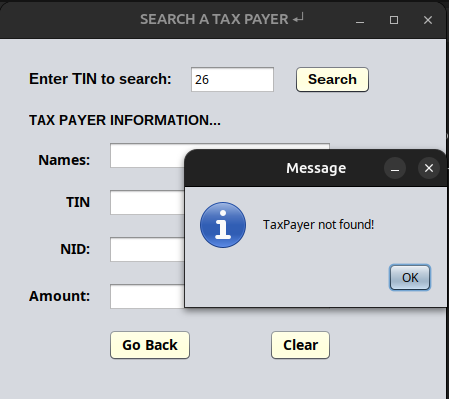 SEARCH A TAX PAYER ↵
Enter TIN to search: 26 Search
TAX PAYER INFORMATION...
Names:
Message
TIN
TaxPayer not found!
NID:
OK
Amount:
Go Back Clear